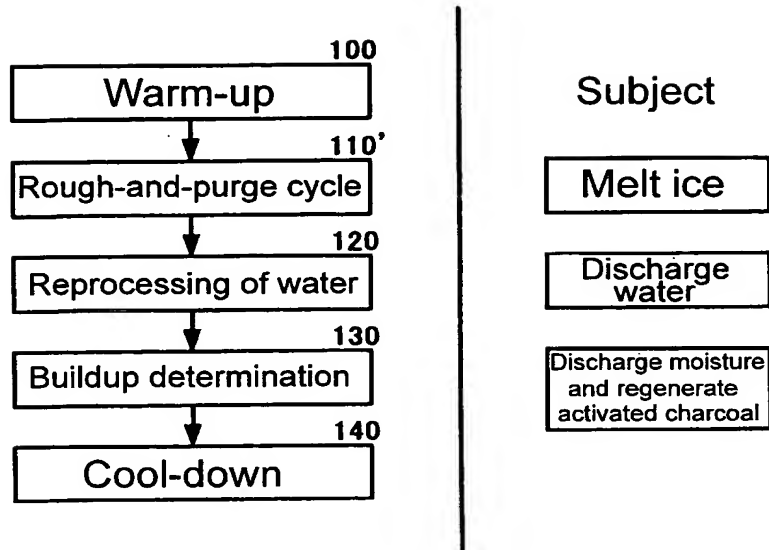 100
Warm-up
110'
Rough-and-purge cycle
120
Reprocessing of water
130
Buildup determination
140
Cool-down
Subject
Melt ice
Discharge
water
Discharge moisture
and regenerate
activated charcoal